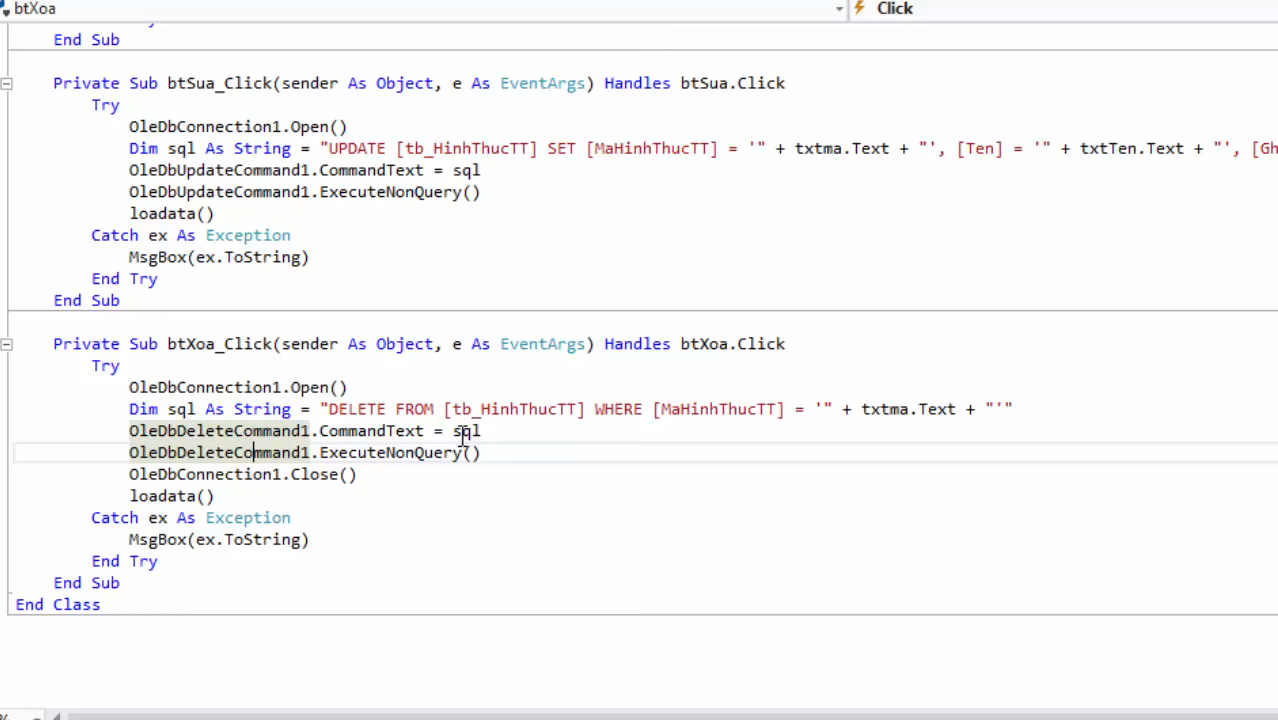 btXoa Click
End Sub
Private Sub btSua_Click(sender As Object, e As EventArgs) Handles btSua.Click
Try
OleDbConnection1.Open()
Dim sql As String = "UPDATE [tb_HinhThucTT] SET [MaHinhThucTT] = '" + txtma.Text + "', [Ten] = '" + txtTen.Text + "', [Gh
OleDbUpdateCommand1.CommandText = sql
OleDbUpdateCommand1.ExecuteNonQuery()
loadata()
Catch ex As Exception
MsgBox(ex.ToString)
End Try
End Sub
Private Sub btXoa_Click(sender As Object, e As EventArgs) Handles btXoa.Click
Try
OleDbConnection1.Open()
Dim sql As String = "DELETE FROM [tb_HinhThucTT] WHERE [MaHinhThucTT] = '" + txtma.Text + "'"
OleDbDeleteCommand1.CommandText = sql
OleDbDeleteCommand1.ExecuteNonQuery()
OleDbConnection1.Close()
loadata()
Catch ex As Exception
MsgBox(ex.ToString)
End Try
End Sub
End Class